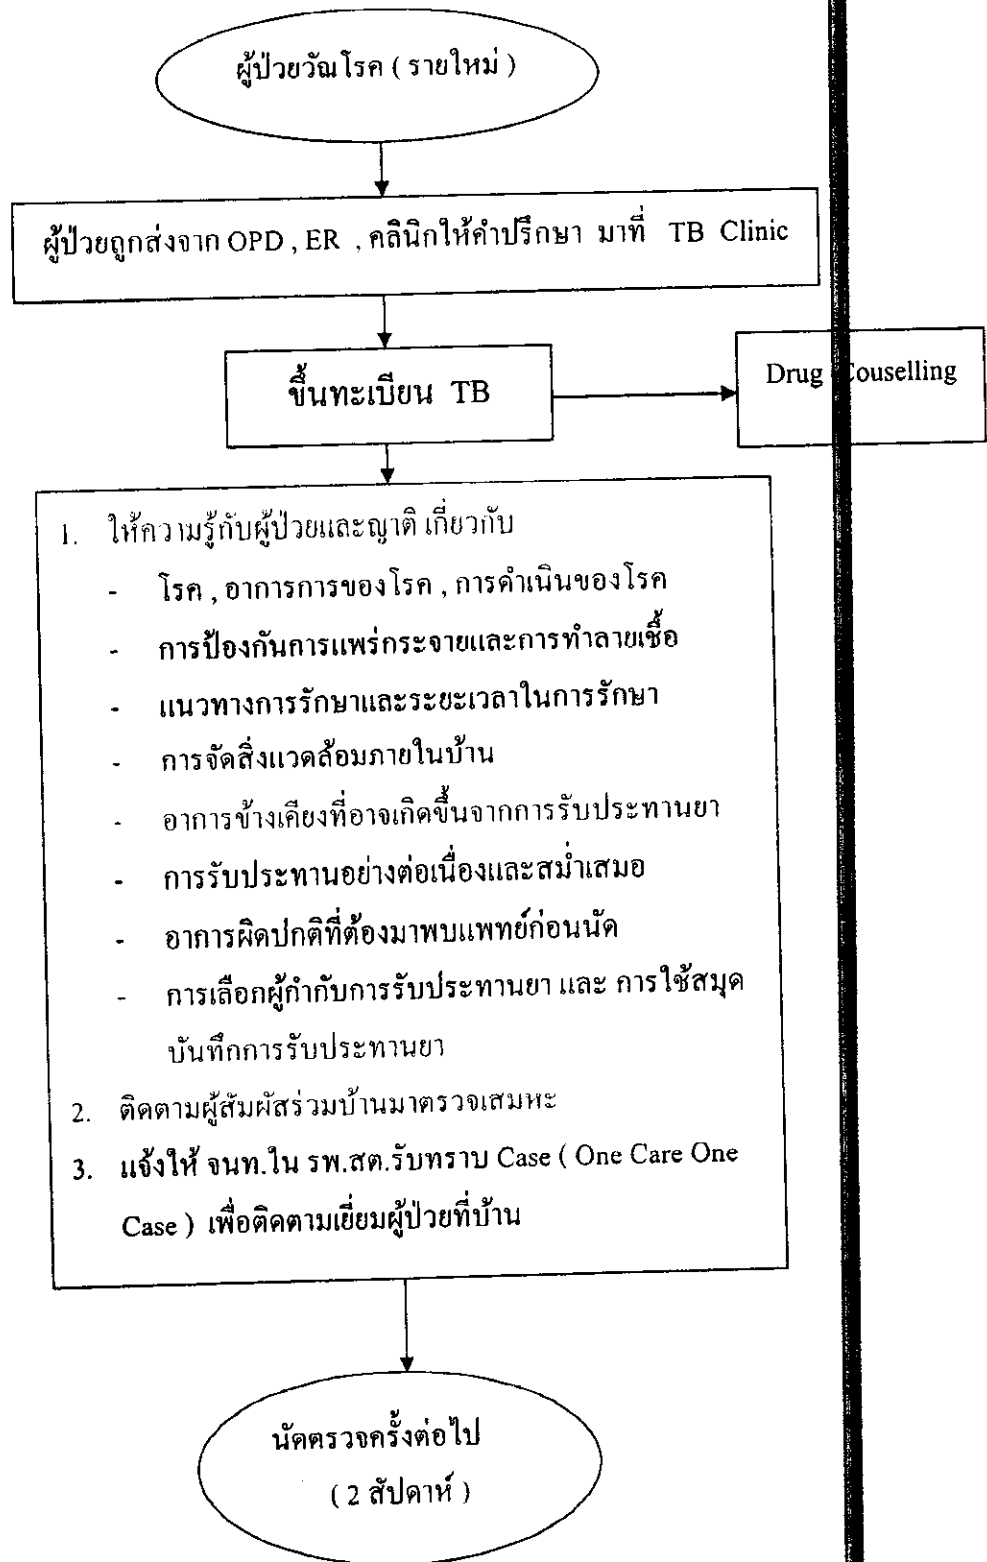 ผู้ป่วยวัณโรค ( รายใหม่ )
ผู้ป่วยถูกส่งจาก OPD , ER , คลินิกให้คำปรึกษา มาที่ TB Clinic
ขึ้นทะเบียน TB
Drug Couselling
1. ให้ความรู้กับผู้ป่วยและญาติ เกี่ยวกับ
- โรค , อาการการของโรค , การดำเนินของโรค
- การป้องกันการแพร่กระจายและการทำลายเชื้อ
- แนวทางการรักษาและระยะเวลาในการรักษา
- การจัดสิ่งแวดล้อมภายในบ้าน
- อาการข้างเคียงที่อาจเกิดขึ้นจากการรับประทานยา
- การรับประทานอย่างต่อเนื่องและสม่ำเสมอ
- อาการผิดปกติที่ต้องมาพบแพทย์ก่อนนัด
- การเลือกผู้กำกับการรับประทานยา และ การใช้สมุด
บันทึกการรับประทานยา
2. ติดตามผู้สัมผัสร่วมบ้านมาตรวจเสมหะ
3. แจ้งให้ จนท.ใน รพ.สต.รับทราบ Case ( One Care One
Case ) เพื่อติดตามเยี่ยมผู้ป่วยที่บ้าน
นัดตรวจครั้งต่อไป
( 2 สัปดาห์ )